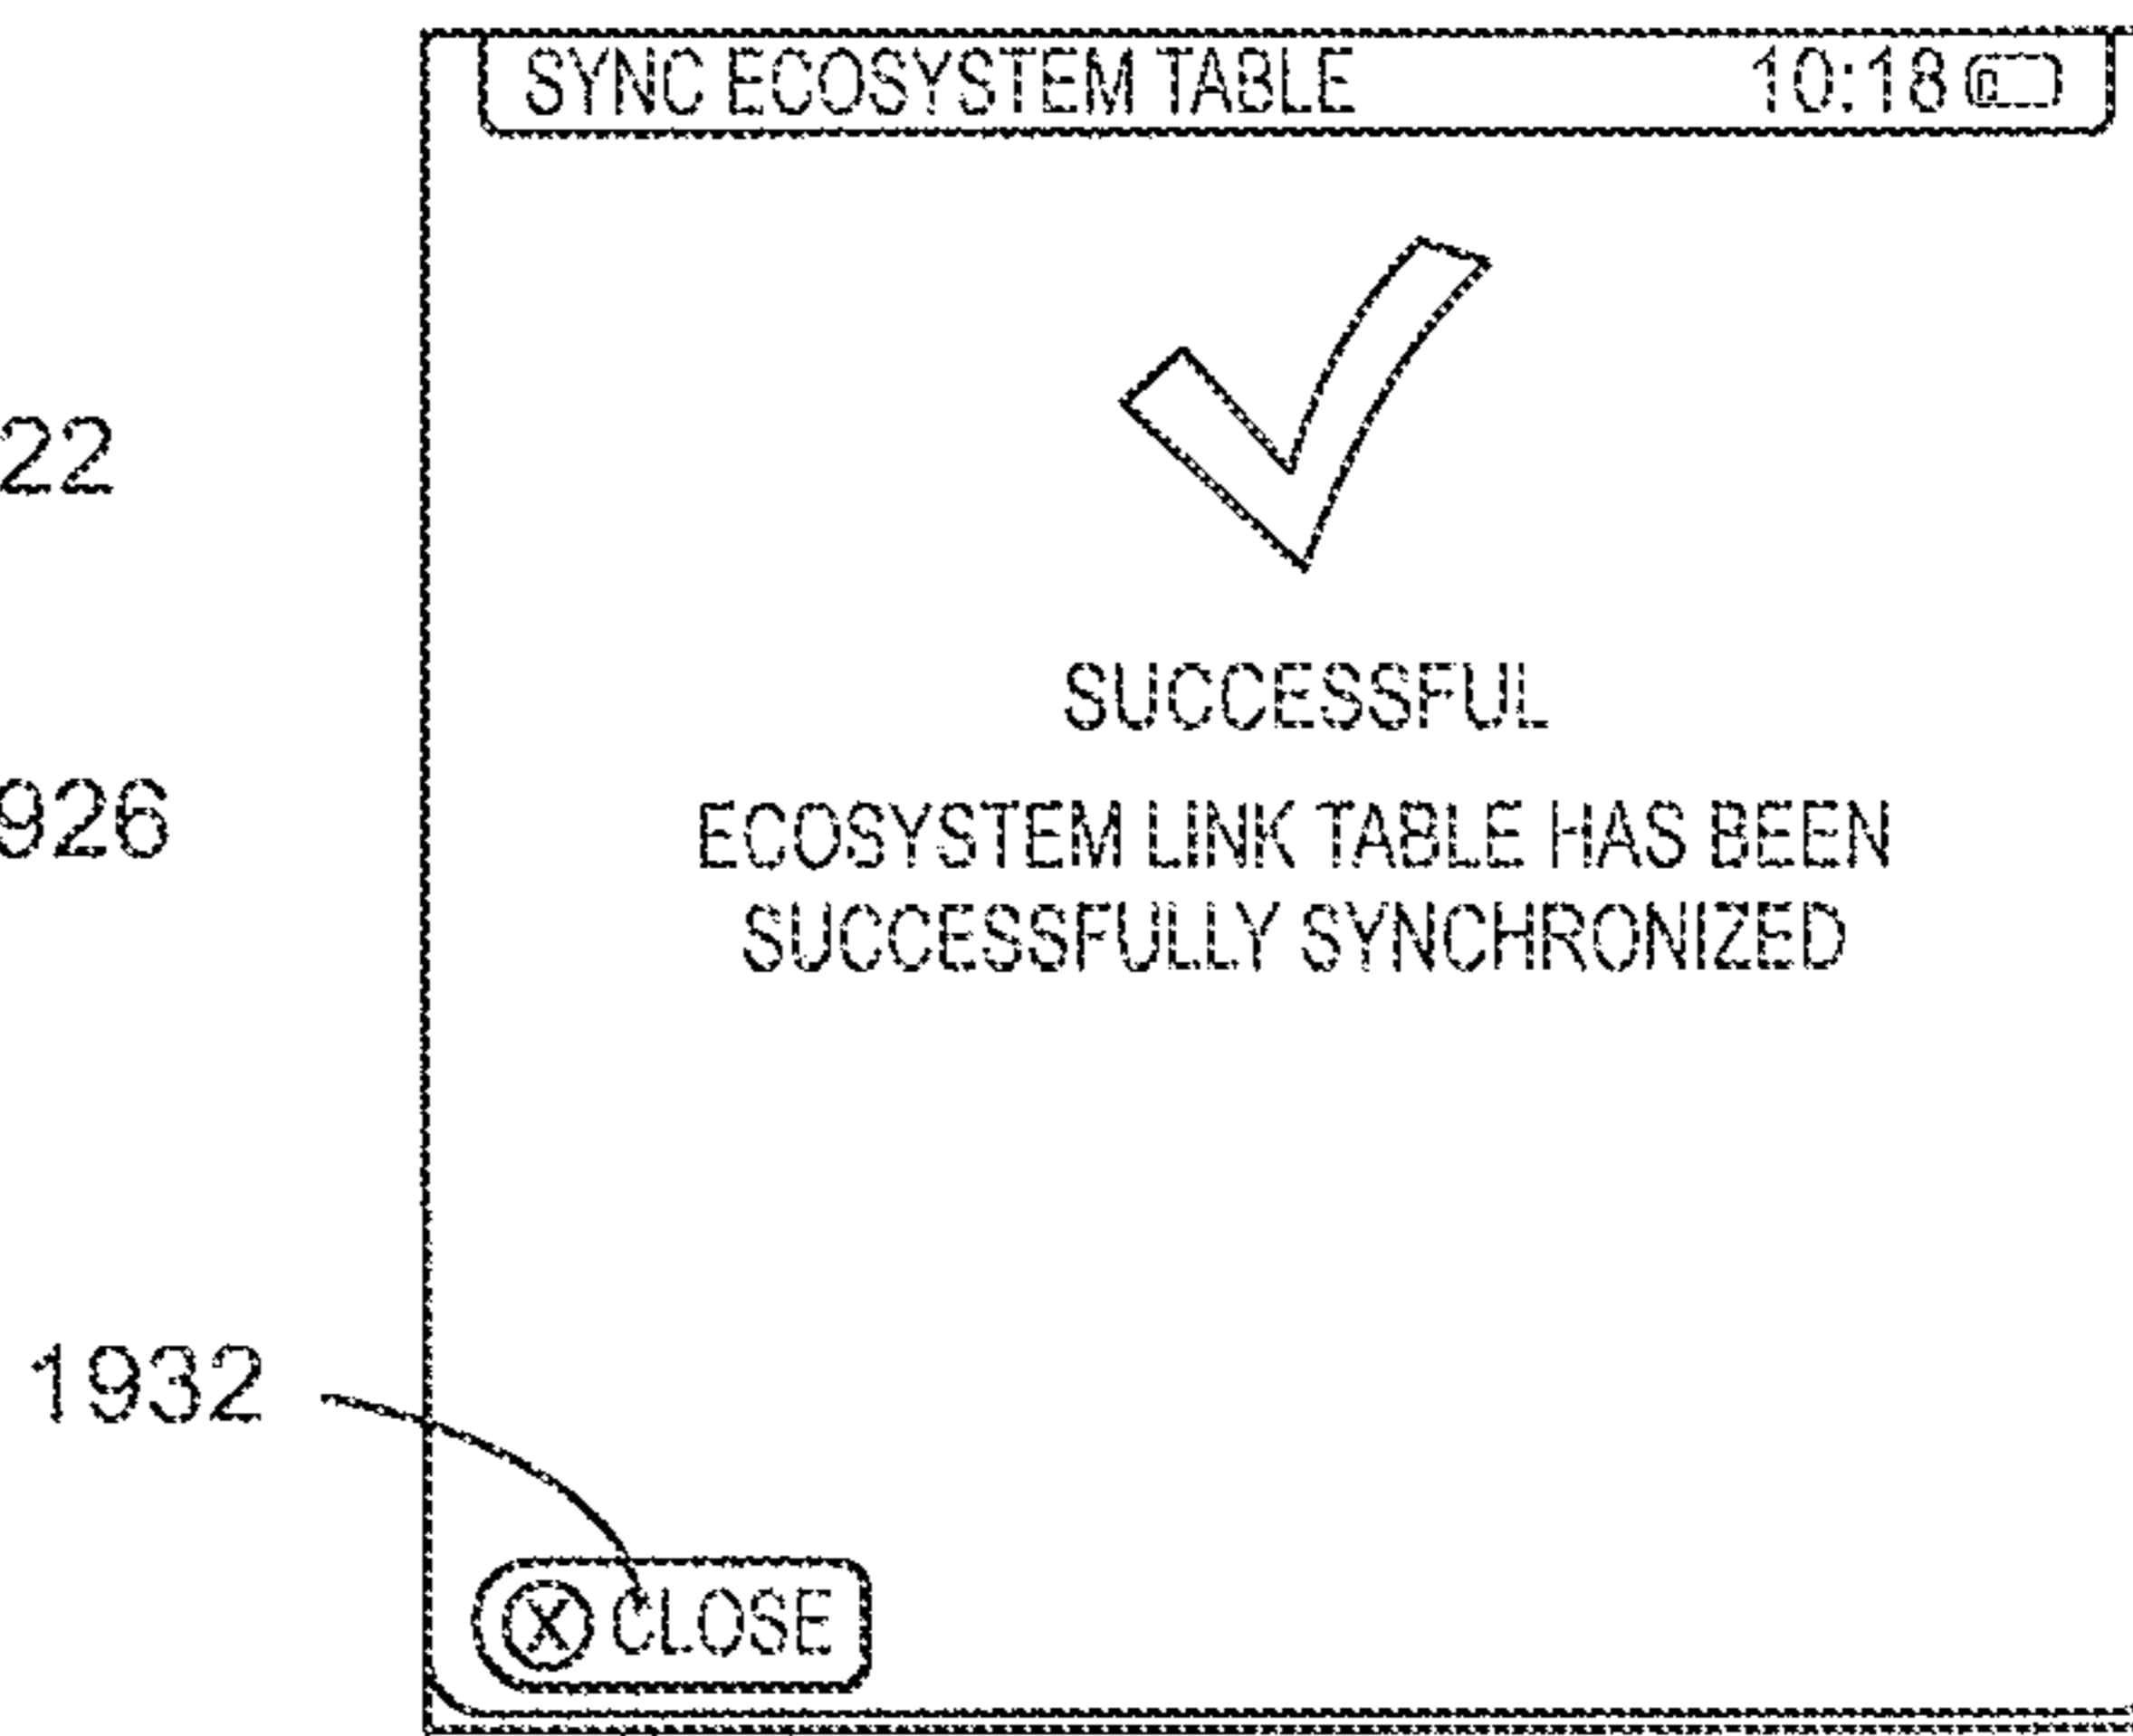 SYNC ECOSYSTEM TABLE 10:18
22
SUCCESSFUL
926
ECOSYSTEM LINK TABLE HAS BEEN
SUCCESSFULLY SYNCHRONIZED
1932
X CLOSE